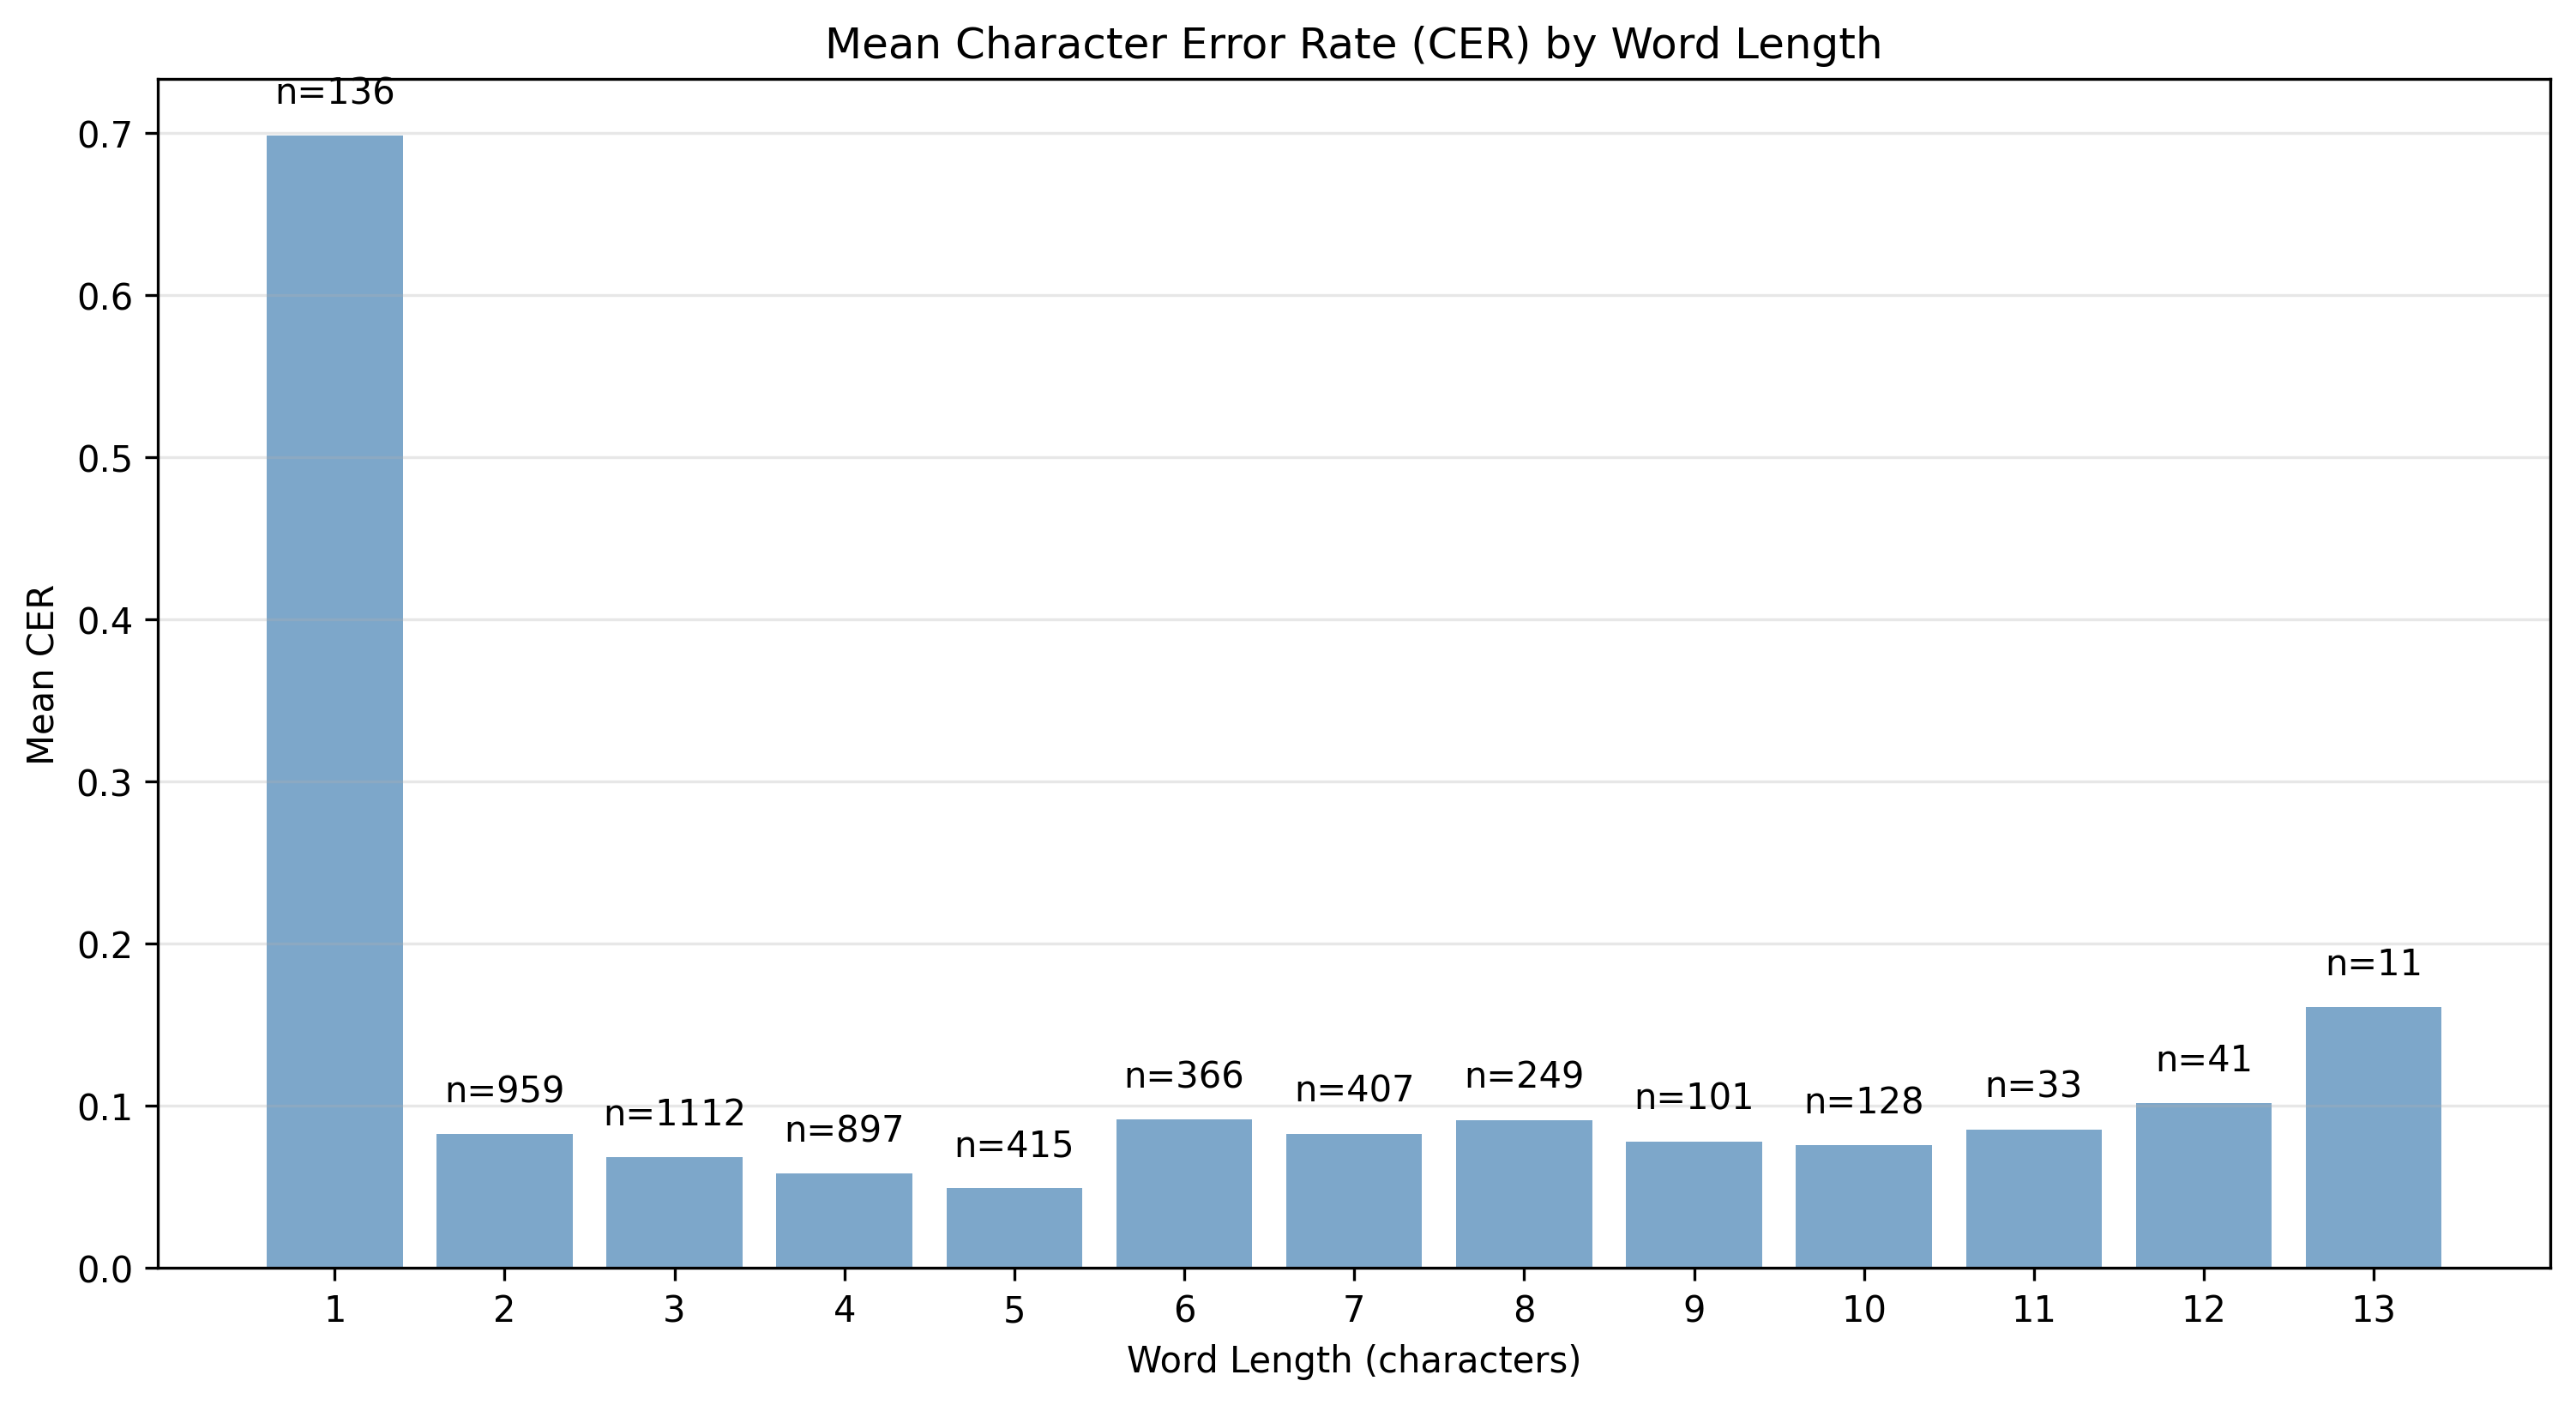 Mean Character Error Rate (CER) by Word Length
n=136
0.7
0.6
0.5
0.4
0.3
0.2
0.1
0.0
Mean CER
n=959
n=1112
n=897
n=415
n=366
n=407
n=249
n=101
n=128
n=33
n=41
n=11
1 2 3 4 5 6 7 8 9 10 11 12 13
Word Length (characters)